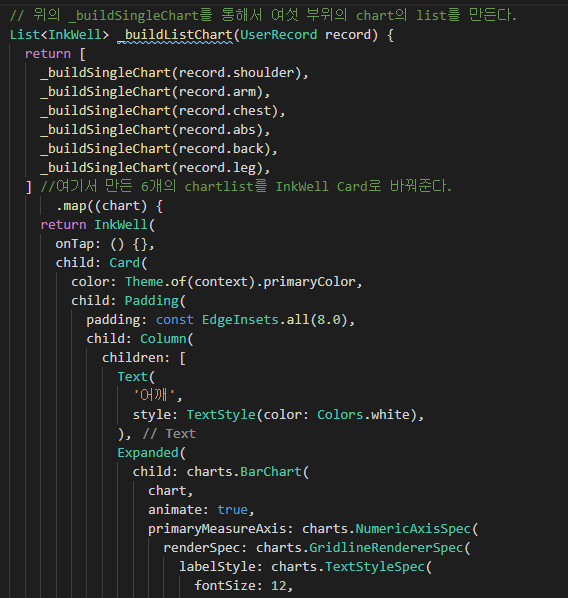 // 위의 _buildSingleChart를 통해서 여섯 부위의 chart의 list를 만든다.
List<InkWell> _buildListChart(UserRecord record) {
  return [
    _buildSingleChart(record.shoulder),
    _buildSingleChart(record.arm),
    _buildSingleChart(record.chest),
    _buildSingleChart(record.abs),
    _buildSingleChart(record.back),
    _buildSingleChart(record.leg),
  ] //여기서 만든 6개의 chartlist를 InkWell Card로 바꿔준다.
      .map((chart) {
    return InkWell(
      onTap: () {},
      child: Card(
        color: Theme.of(context).primaryColor,
        child: Padding(
          padding: const EdgeInsets.all(8.0),
          child: Column(
            children: [
              Text(
                '어깨',
                style: TextStyle(color: Colors.white),
              ), // Text
              Expanded(
                child: charts.BarChart(
                  chart,
                  animate: true,
                  primaryMeasureAxis: charts.NumericAxisSpec(
                    renderSpec: charts.GridlineRendererSpec(
                      labelStyle: charts.TextStyleSpec(
                        fontSize: 12,